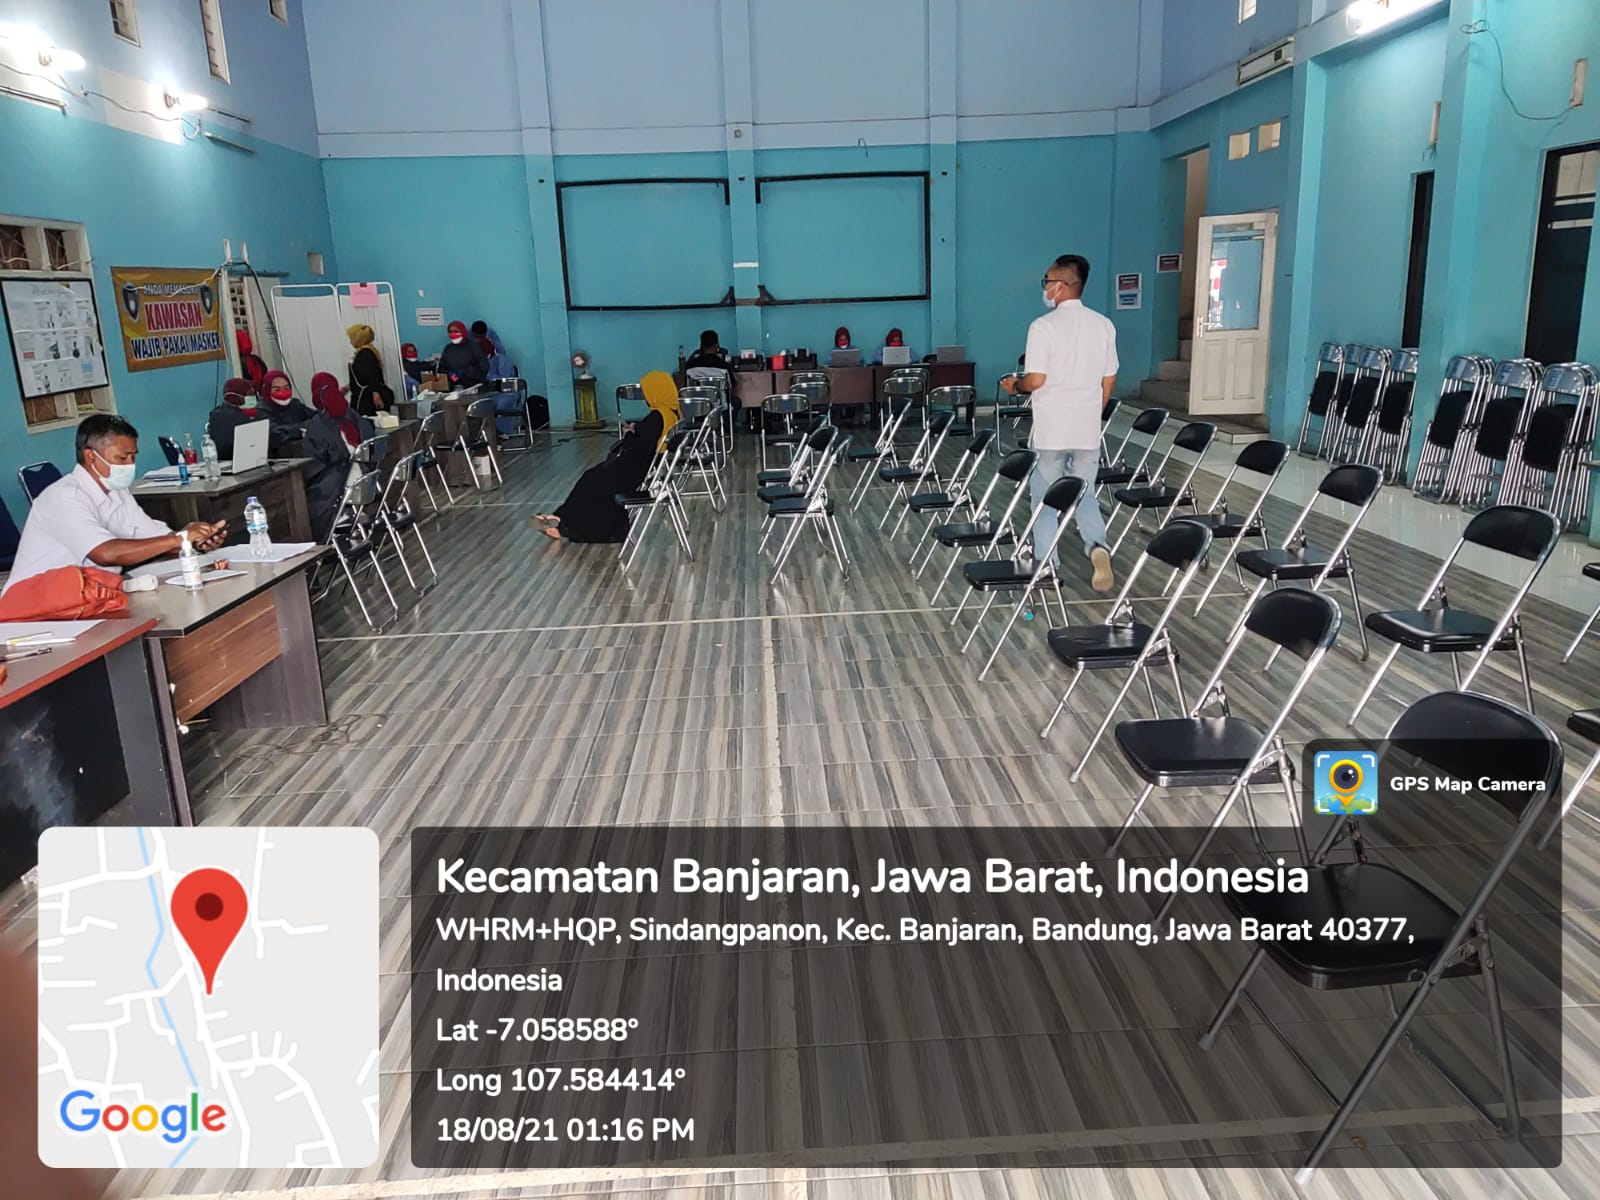 ANDA MEMASUKI
KAWASAN
WAJIB PAKAI MASKER
GPS Map Camera
Kecamatan Banjaran, Jawa Barat, Indonesia
WHRM+HQP, Sindangpanon, Kec. Banjaran, Bandung, Jawa Barat 40377,
Indonesia
Lat -7.058588°
Long 107.584414°
18/08/21 01:16 PM
Google